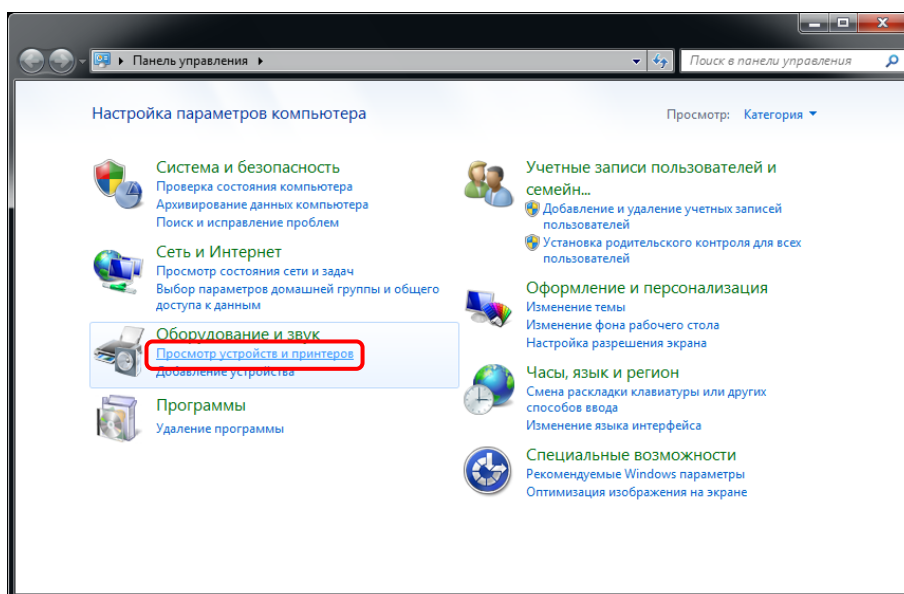 Панель управления
Поиск в панели управления
Настройка параметров компьютера
Просмотр: Категория
Система и безопасность
Проверка состояния компьютера
Архивирование данных компьютера
Поиск и исправление проблем
Сеть и Интернет
Просмотр состояния сети и задач
Выбор параметров домашней группы и общего
доступа к данным
Оборудование и звук
Просмотр устройств и принтеров
Добавление устройства
Программы
Удаление программы
Учетные записи пользователей и
семейн...
Добавление и удаление учетных записей
пользователей
Установка родительского контроля для всех
пользователей
Оформление и персонализация
Изменение темы
Изменение фона рабочего стола
Настройка разрешения экрана
Часы, язык и регион
Смена раскладки клавиатуры или других
способов ввода
Изменение языка интерфейса
Специальные возможности
Рекомендуемые Windows параметры
Оптимизация изображения на экране